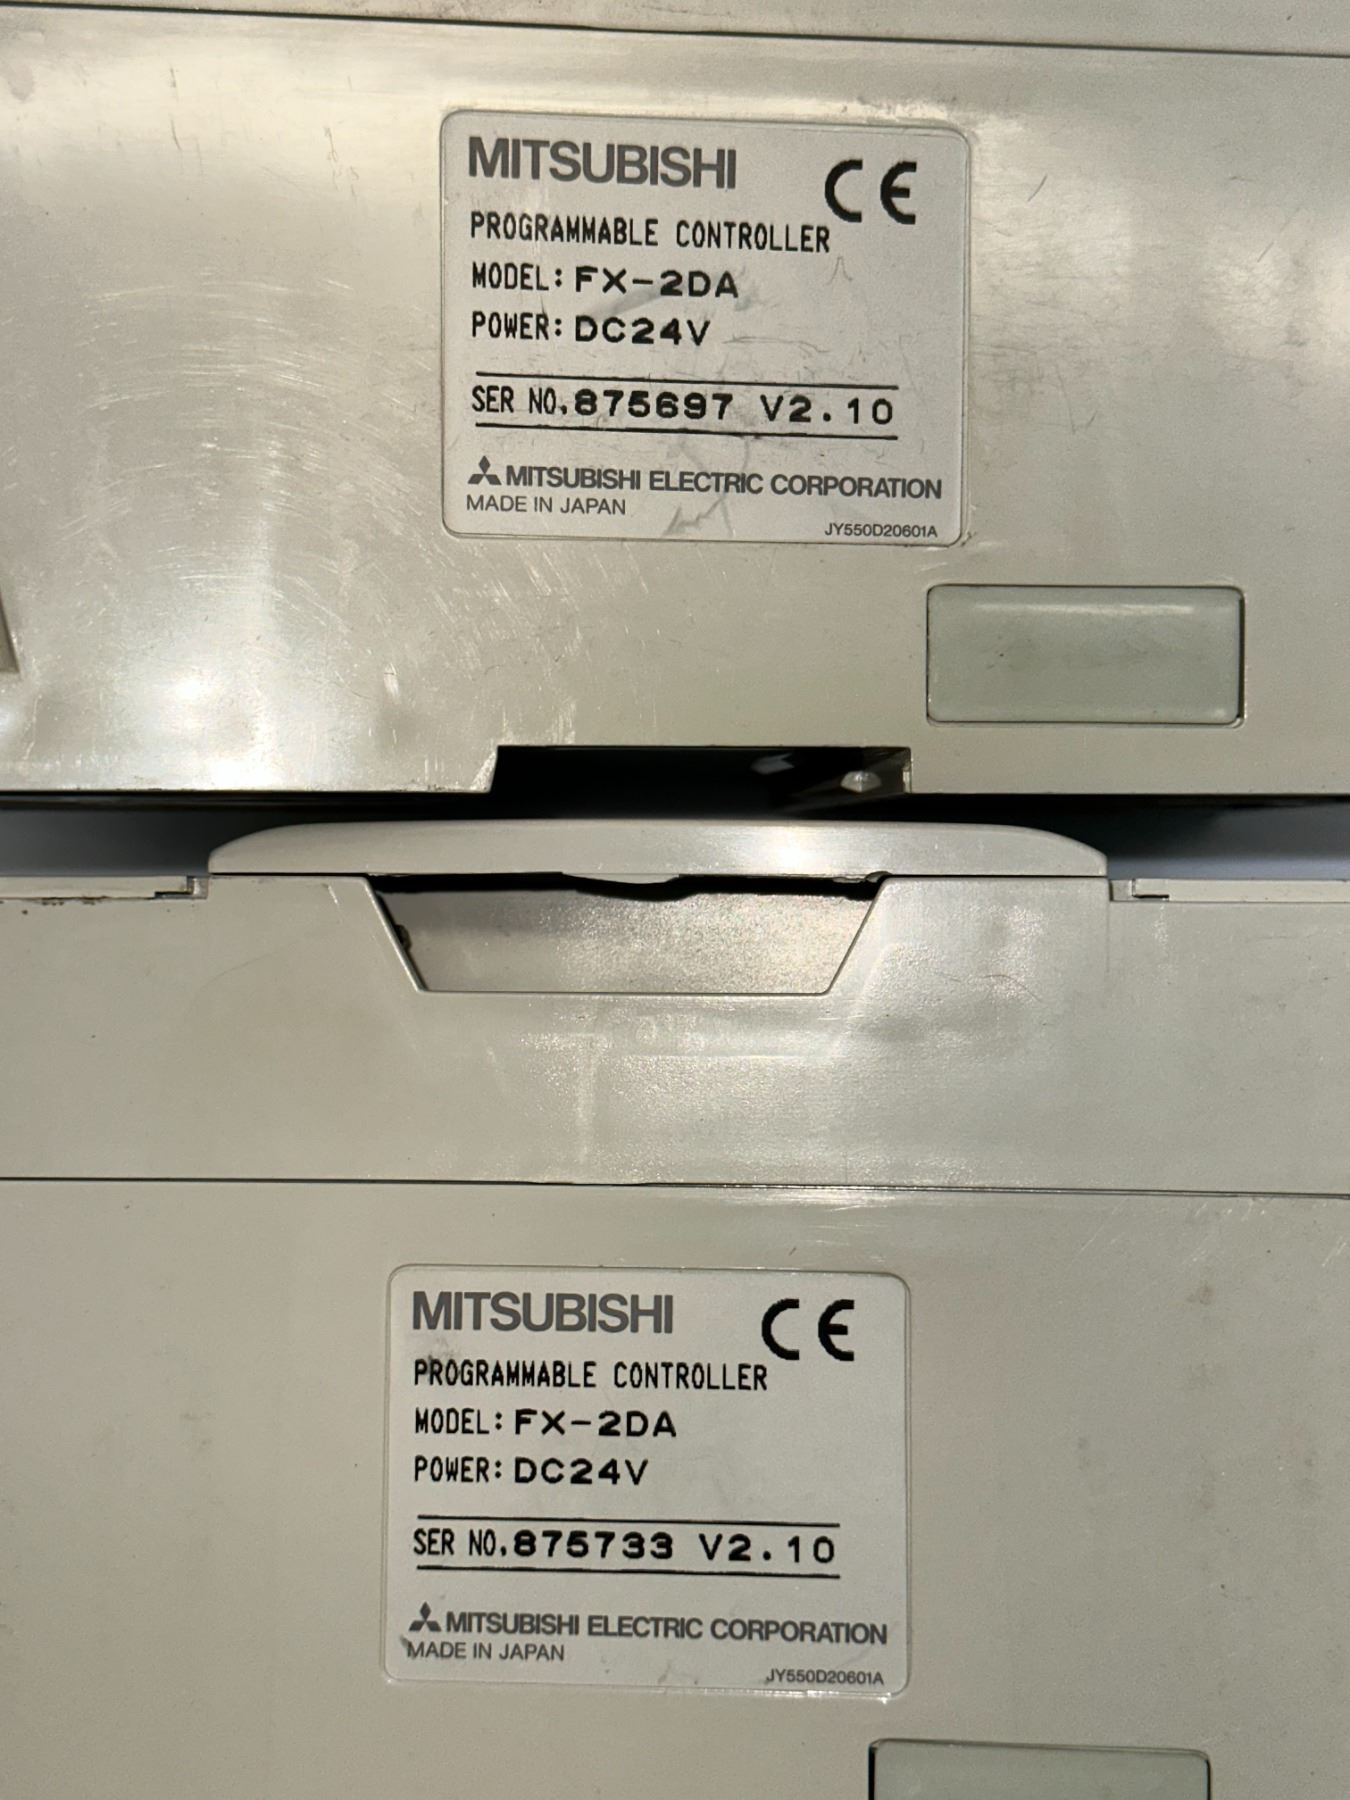 MITSUBISHI CE
PROGRAMMABLE CONTROLLER
MODEL: FX-2DA
POWER: DC24V
SER NO. 875697 V2.10
MITSUBISHI ELECTRIC CORPORATION
MADE IN JAPAN
JY550D20601A
MITSUBISHI CE
PROGRAMMABLE CONTROLLER
MODEL: FX-2DA
POWER: DC24V
SER NO. 875733 V2.10
MITSUBISHI ELECTRIC CORPORATION
MADE IN JAPAN
JY550D20601A